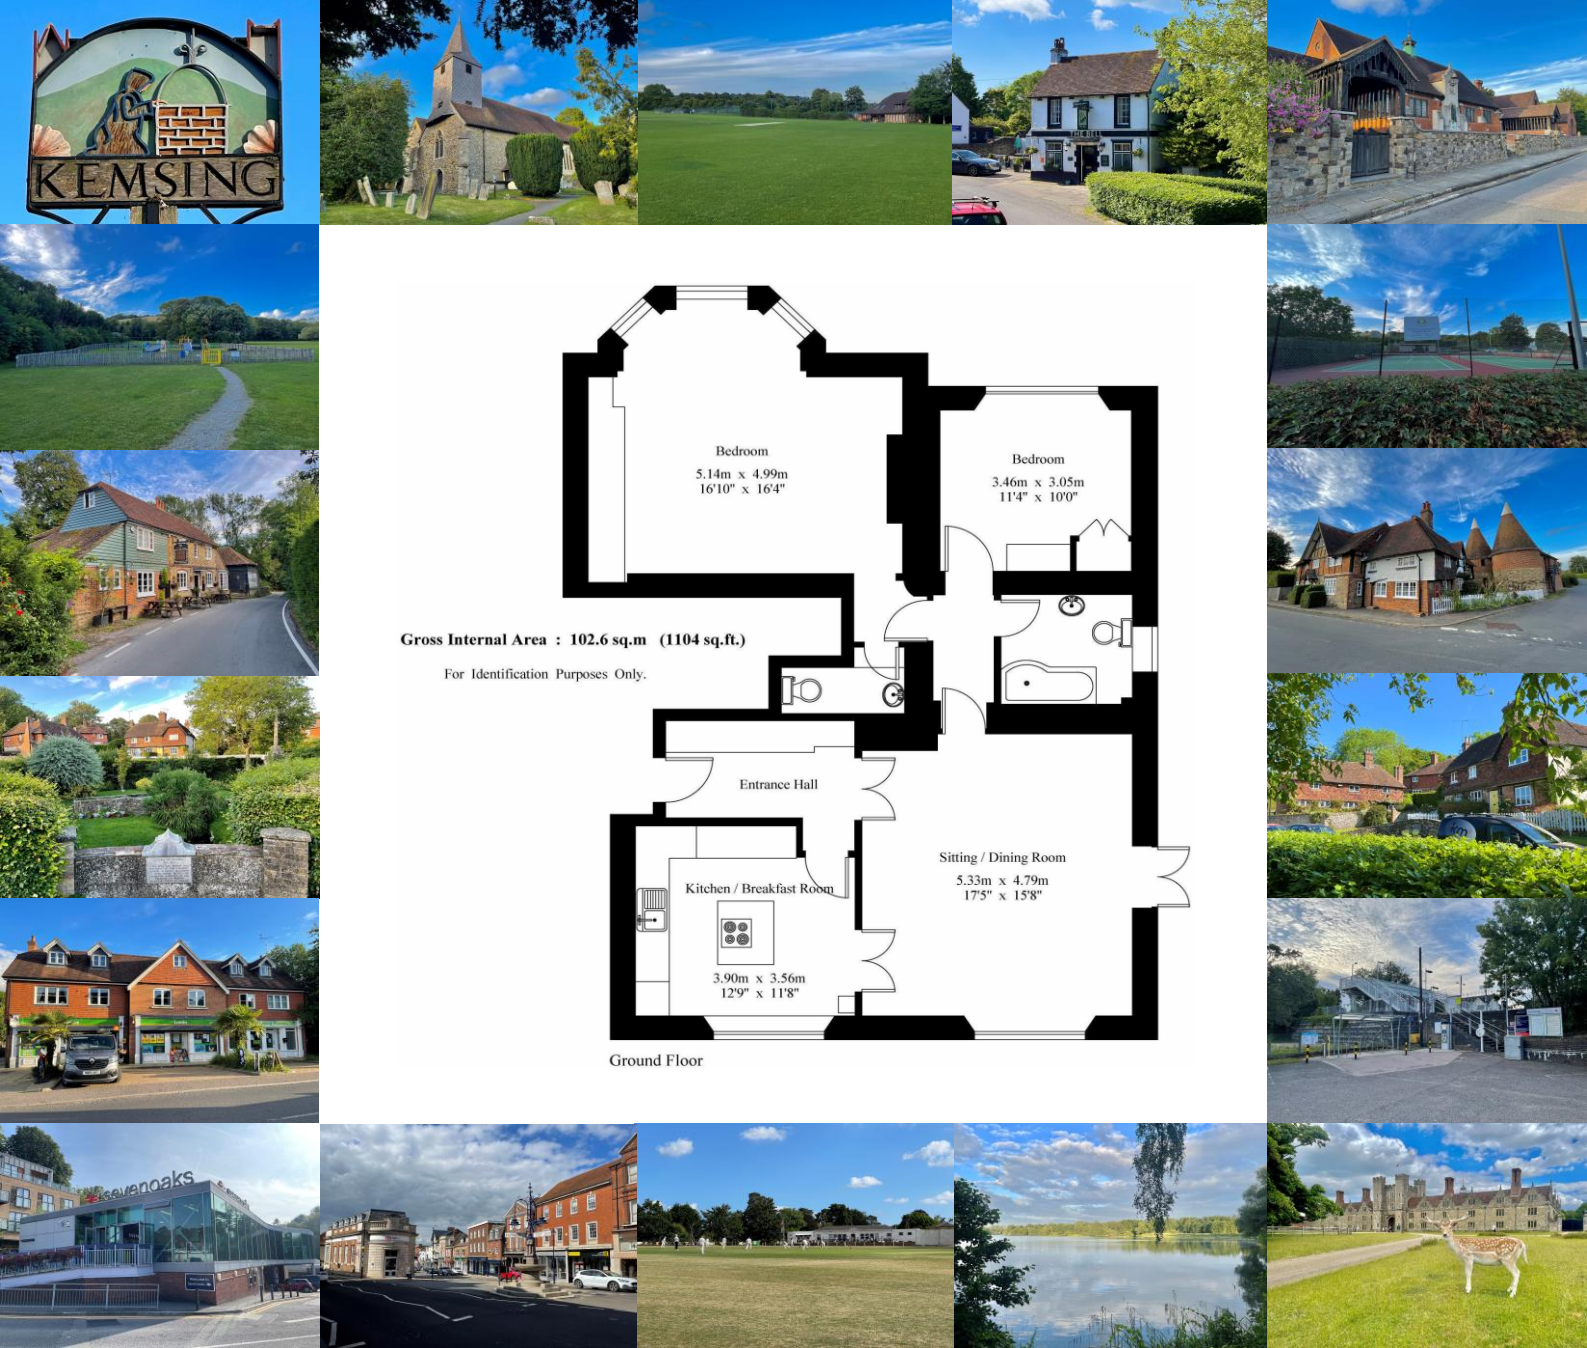 KEMSING
THE BELL
Bedroom
5.14m x 4.99m
16'10" x 16'4"
Bedroom
3.46m x 3.05m
11'4" x 10'0"
Gross Internal Area : 102.6 sq.m (1104 sq.ft.)
For Identification Purposes Only.
Entrance Hall
Sitting / Dining Room
5.33m x 4.79m
17'5" x 15'8"
Kitchen / Breakfast Room
3.90m x 3.56m
12'9" x 11'8"
Ground Floor
sevenoaks